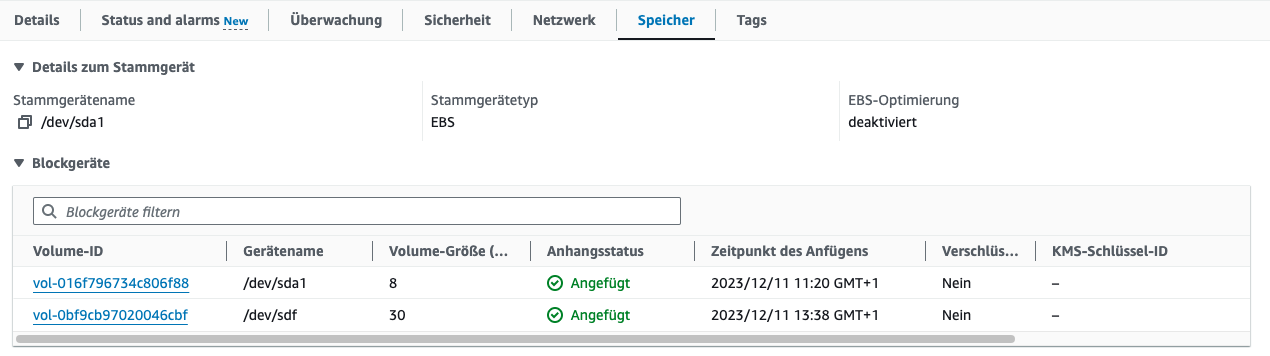 Details Status and alarms New Überwachung Sicherheit Netzwerk Speicher Tags
Details zum Stammgerät
Stammgerätename Stammgerätetyp EBS-Optimierung
/dev/sda1 EBS deaktiviert
Blockgeräte
Blockgeräte filtern
Volume-ID Gerätename Volume-Größe (... Anhangsstatus Zeitpunkt des Anfügens Verschlüs... KMS-Schlüssel-ID
vol-016f796734c806f88 /dev/sda1 8 Angefügt 2023/12/11 11:20 GMT+1 Nein –
vol-0bf9cb97020046cbf /dev/sdf 30 Angefügt 2023/12/11 13:38 GMT+1 Nein –